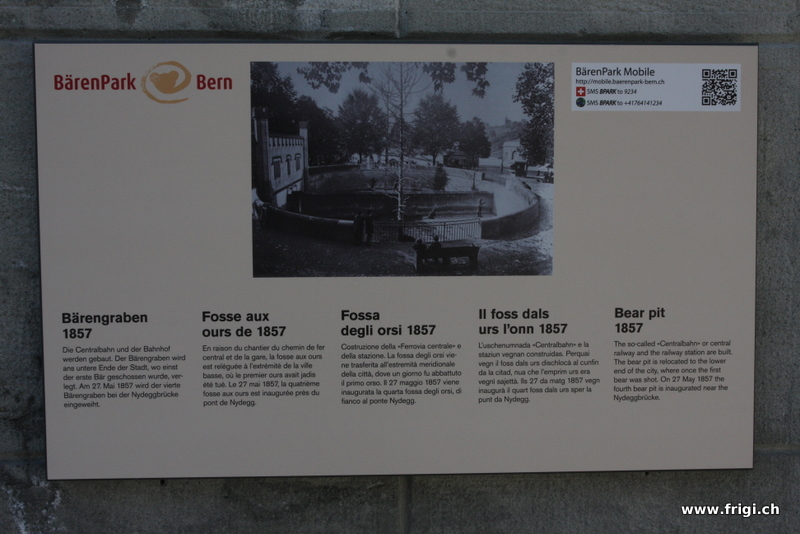 BärenPark Bern
BärenPark Mobile
http://mobile.baerenpark-bern.ch
SMS BPARK to 9234
SMS BPARK to +41764141234
Bärengraben
1857
Die Centralbahn und der Bahnhof
werden gebaut. Der Bärengraben wird
ans untere Ende der Stadt, wo einst
der erste Bär geschossen wurde, ver-
legt. Am 27. Mai 1857 wird der vierte
Bärengraben bei der Nydeggbrücke
eingeweiht.
Fosse aux
ours de 1857
En raison du chantier du chemin de fer
central et de la gare, la fosse aux ours
est reléguée à l'extrémité de la ville
basse, où le premier ours avait jadis
été tué. Le 27 mai 1857, la quatrième
fosse aux ours est inaugurée près du
pont de Nydegg.
Fossa
degli orsi 1857
Costruzione della «Ferrovia centrale» e
della stazione. La fossa degli orsi vie-
ne trasferita all'estremità meridionale
della città, dove un giorno fu abbattuto
il primo orso. Il 27 maggio 1857 viene
inaugurata la quarta fossa degli orsi, di
fianco al ponte Nydegg.
Il foss dals
urs l'onn 1857
L'uschenumnada «Centralbahn» e la
staziun vegnan construidas. Perquai
vegn il foss dals urs dischlocà al cunfin
da la citad, nua che l'emprim urs era
vegnì sajettà. Ils 27 da matg 1857 vegn
inaugurà il quart foss dals urs sper la
punt da Nydegg.
Bear pit
1857
The so-called «Centralbahn» or central
railway and the railway station are built.
The bear pit is relocated to the lower
end of the city, where once the first
bear was shot. On 27 May 1857 the
fourth bear pit is inaugurated near the
Nydeggbrücke.
www.frigi.ch